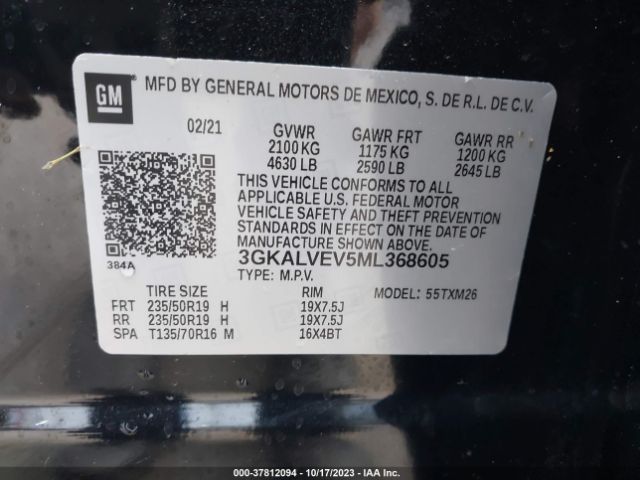 GM
MFD BY GENERAL MOTORS DE MEXICO, S. DE R.L. DE C.V.
02/21 GVWR GAWR FRT GAWR RR
2100 KG 1175 KG 1200 KG
4630 LB 2590 LB 2645 LB
THIS VEHICLE CONFORMS TO ALL
APPLICABLE U.S. FEDERAL MOTOR
VEHICLE SAFETY AND THEFT PREVENTION
STANDARDS IN EFFECT ON THE DATE OF
MANUFACTURE SHOWN ABOVE.
384A 3GKALVEV5ML368605
TYPE: M.P.V.
TIRE SIZE RIM MODEL: 55TXM26
FRT 235/50R19 H 19X7.5J
RR 235/50R19 H 19X7.5J
SPA T135/70R16 M 16X4BT
000-37812094 | 10/17/2023 | IAA Inc.